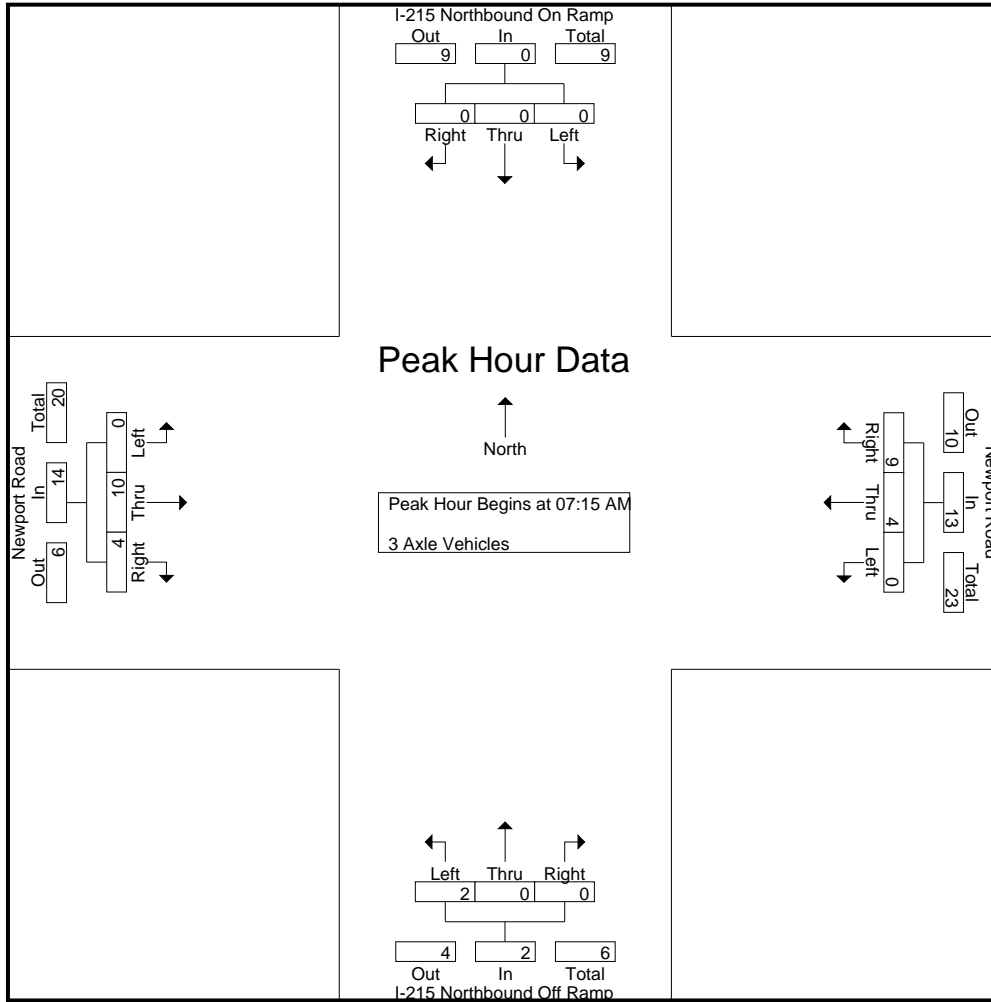 I-215 Northbound On Ramp
Out In Total
9 0 9
0 0 0
Right Thru Left
Peak Hour Data
North
Peak Hour Begins at 07:15 AM
3 Axle Vehicles
Newport Road
Out In Total
6 14 20
Left Thru Right
0 10 4
Newport Road
Out In Total
10 13 23
Right Thru Left
9 4 0
Left Thru Right
2 0 0
4 2 6
Out In Total
I-215 Northbound Off Ramp